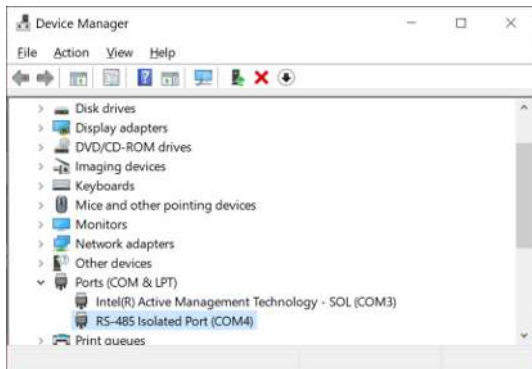 Device Manager
File Action View Help
Disk drives
Display adapters
DVD/CD-ROM drives
Imaging devices
Keyboards
Mice and other pointing devices
Monitors
Network adapters
Other devices
Ports (COM & LPT)
Intel(R) Active Management Technology - SOL (COM3)
RS-485 Isolated Port (COM4)
Print queues